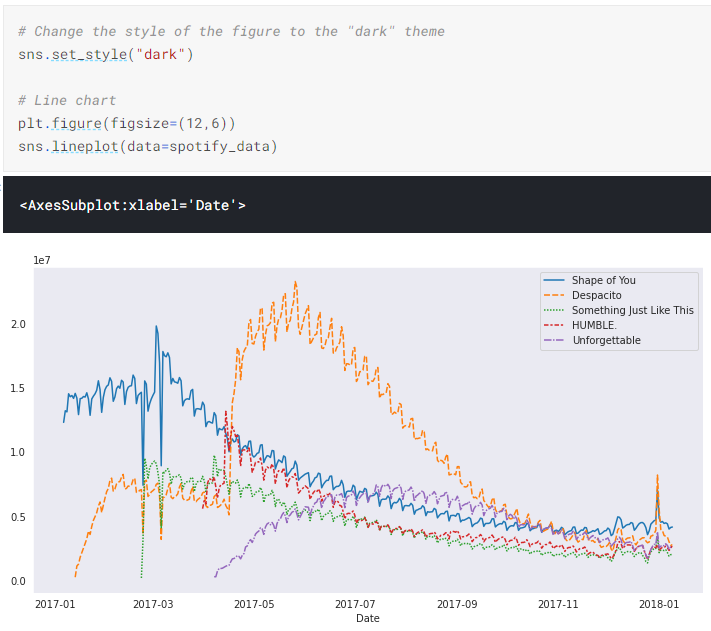 # Change the style of the figure to the "dark" theme
sns.set_style("dark")
# Line chart
plt.figure(figsize=(12,6))
sns.lineplot(data=spotify_data)
<AxesSubplot:xlabel='Date'>
1e7
Shape of You
Despacito
Something Just Like This
HUMBLE.
Unforgettable
2.0
1.5
1.0
0.5
0.0
2017-01 2017-03 2017-05 2017-07 2017-09 2017-11 2018-01
Date